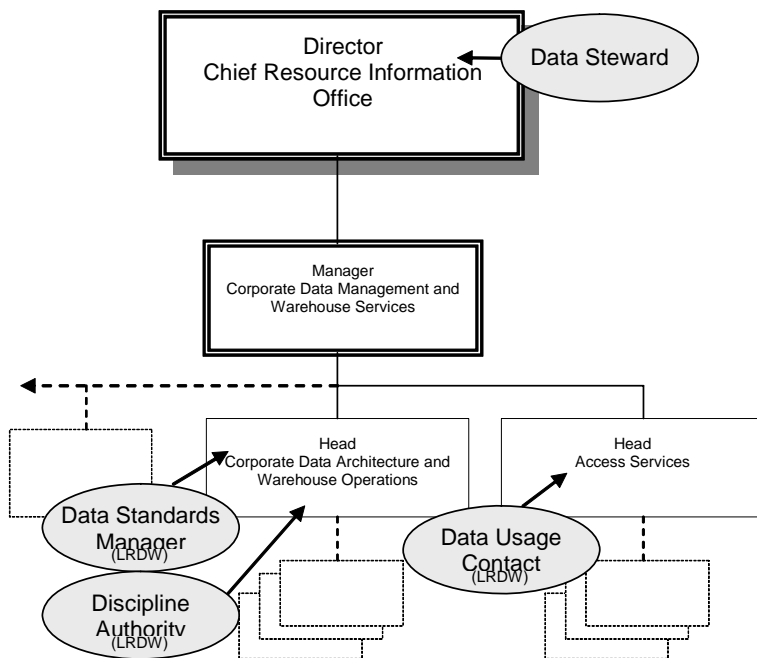 Director
Chief Resource Information
Office
Data Steward
Manager
Corporate Data Management and
Warehouse Services
Head
Corporate Data Architecture and
Warehouse Operations
Head
Access Services
Data Standards
Manager
(LRDW)
Data Usage
Contact
(LRDW)
Discipline
Authority
(LRDW)